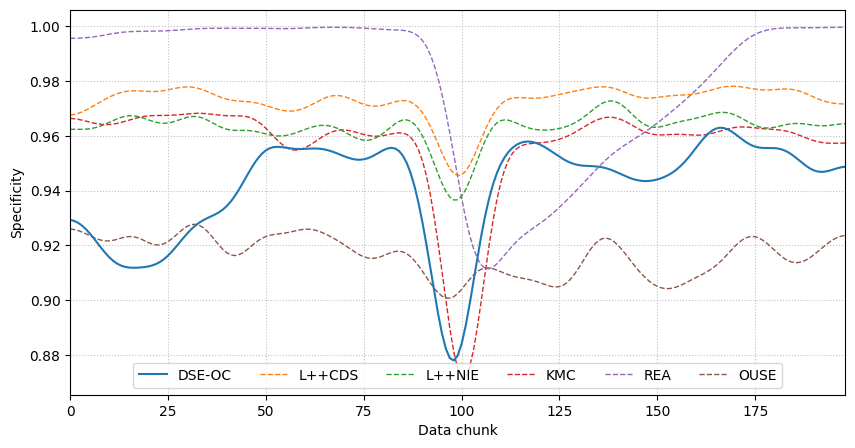 1.00
0.98
0.96
0.94
0.92
0.90
0.88
Specificity
DSE-OC L++CDS L++NIE KMC REA OUSE
0 25 50 75 100 125 150 175
Data chunk